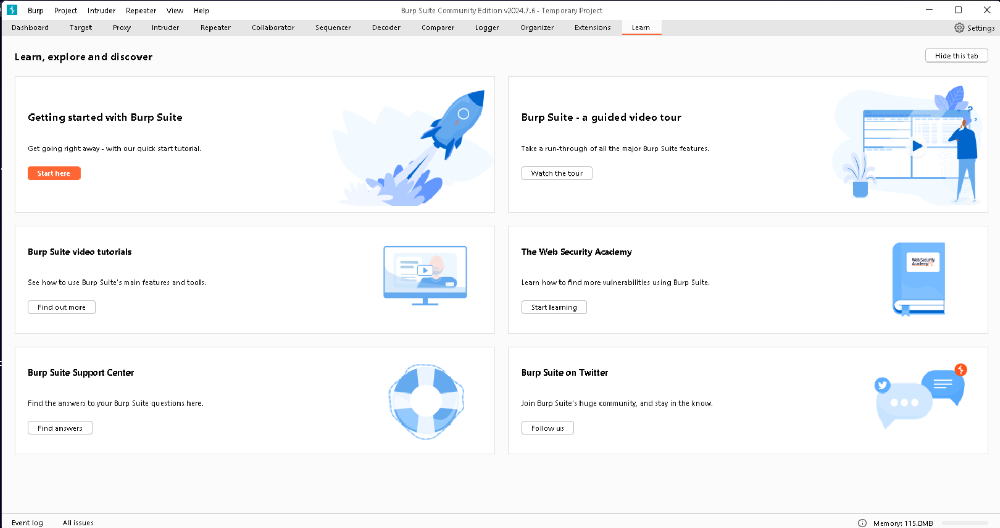 Burp Project Intruder Repeater View Help
Burp Suite Community Edition v2024.7.6 - Temporary Project
Dashboard Target Proxy Intruder Repeater Collaborator Sequencer Decoder Comparer Logger Organizer Extensions Learn Settings
Learn, explore and discover
Hide this tab
Getting started with Burp Suite
Get going right away - with our quick start tutorial.
Start here
Burp Suite - a guided video tour
Take a run-through of all the major Burp Suite features.
Watch the tour
Burp Suite video tutorials
See how to use Burp Suite's main features and tools.
Find out more
The Web Security Academy
Learn how to find more vulnerabilities using Burp Suite.
Start learning
WebSecurity
Academy
Burp Suite Support Center
Find the answers to your Burp Suite questions here.
Find answers
Burp Suite on Twitter
Join Burp Suite's huge community, and stay in the know.
Follow us
Event log All issues
Memory: 115.0MB